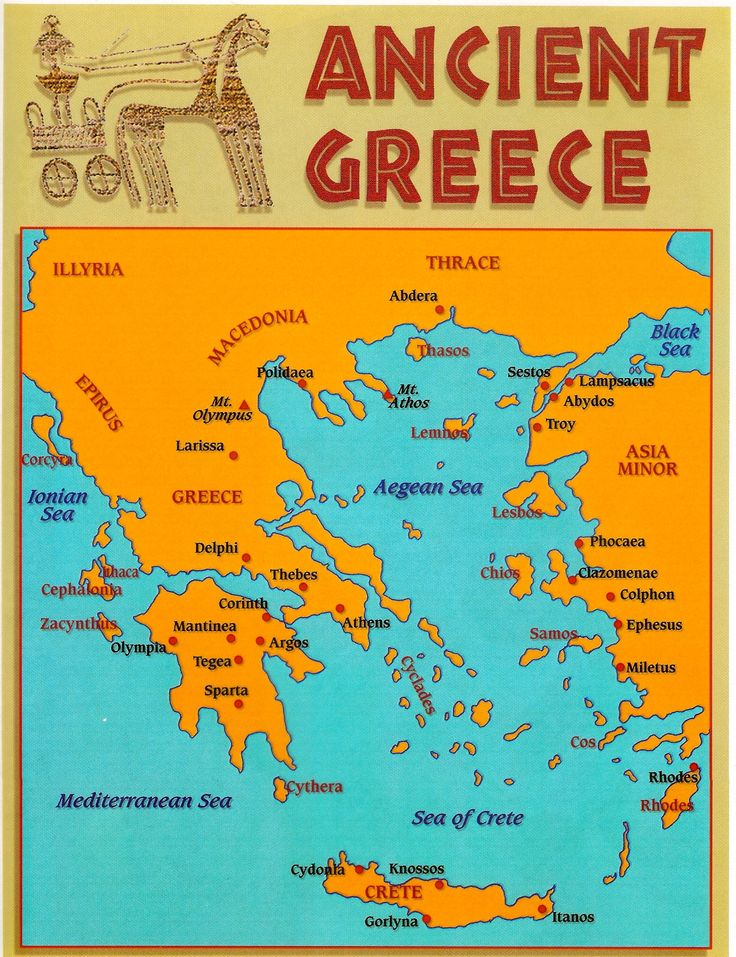 ANCIENT
GREECE
ILLYRIA
THRACE
Abdera
MACEDONIA
Black
Sea
Thasos
Polidaea
Sestos
Lampsacus
EPIRUS
Mt.
Olympus
Mt.
Athos
Abydos
Troy
Lemnos
Larissa
Corcyra
ASIA
MINOR
Ionian
Sea
GREECE
Aegean Sea
Lesbos
Delphi
Phocaea
Ithaca
Thebes
Chios
Clazomenae
Cephalonia
Colphon
Corinth
Zacynthus
Mantinea
Athens
Ephesus
Olympia
Argos
Samos
Tegea
Miletus
Cyclades
Sparta
Cos
Rhodes
Cythera
Mediterranean Sea
Rhodes
Sea of Crete
Cydonia
Knossos
CRETE
Gorlyna
Itanos